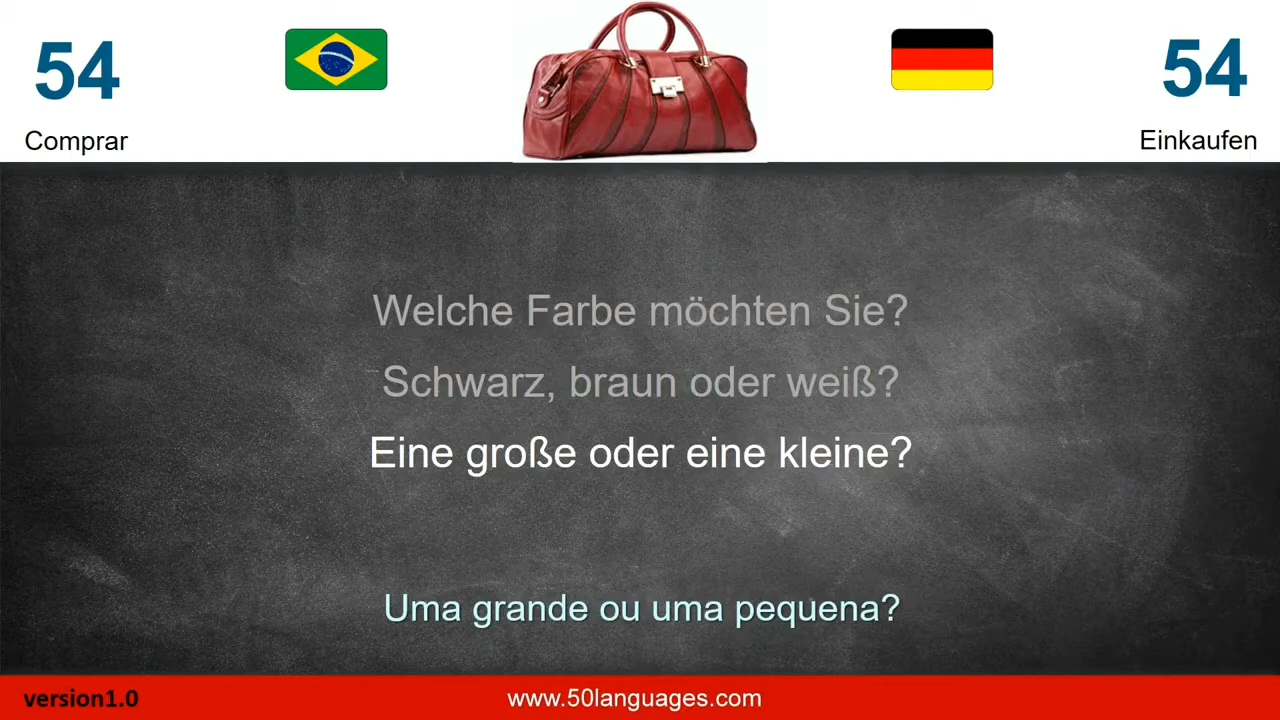 54
54
Comprar
Einkaufen
Welche Farbe möchten Sie?
Schwarz, braun oder weiß?
Eine große oder eine kleine?
Uma grande ou uma pequena?
version1.0
www.50languages.com